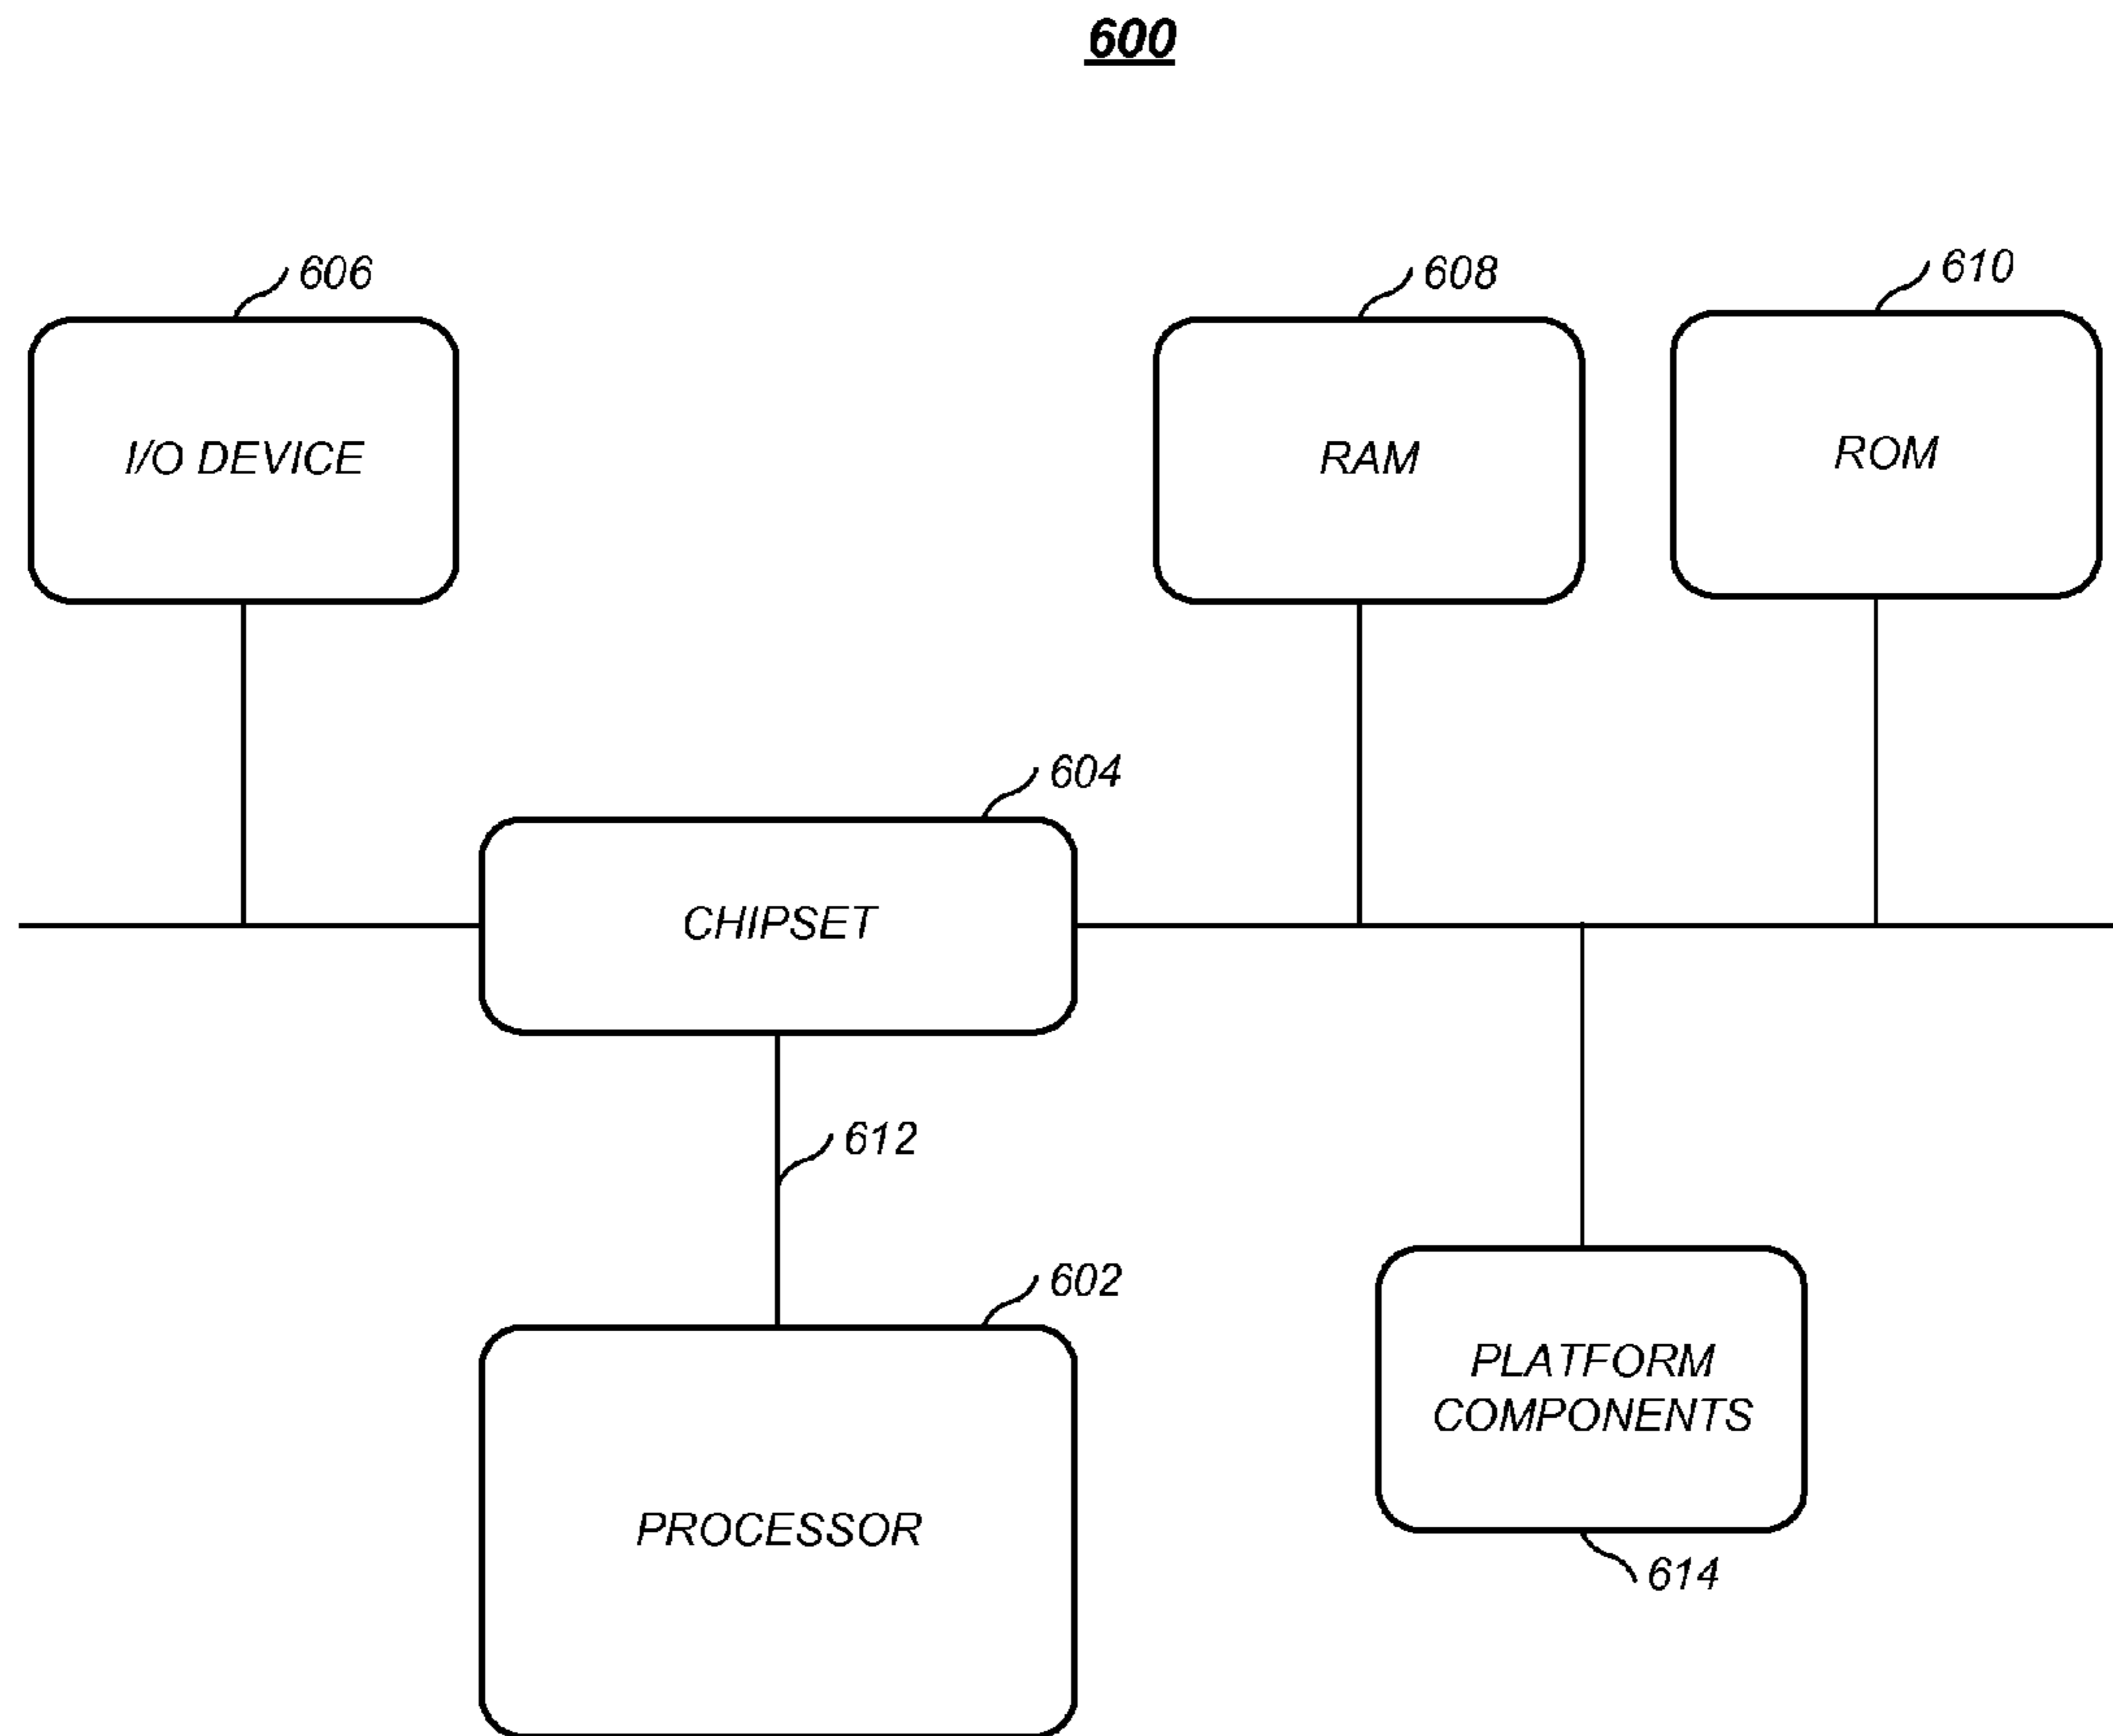 600
606
608
610
I/O DEVICE
RAM
ROM
604
CHIPSET
612
602
PROCESSOR
PLATFORM
COMPONENTS
614